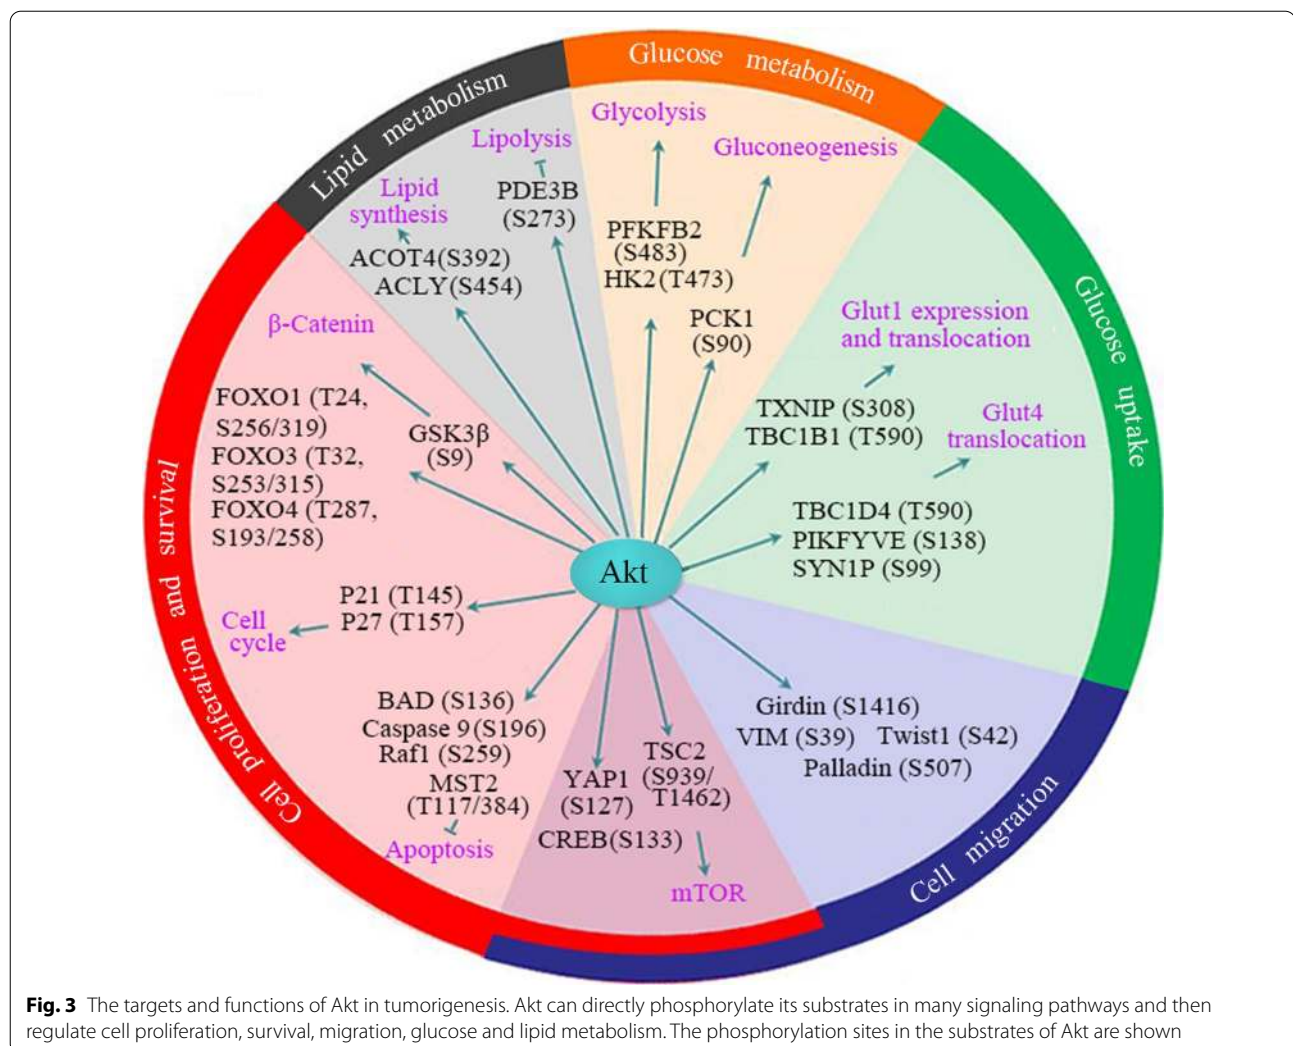 Glucose metabolism
Lipid metabolism
Glucose uptake
Cell migration
Cell proliferation and survival
Glycolysis
Gluconeogenesis
PFKFB2
(S483)
HK2(T473)
PCK1
(S90)
Lipolysis
PDE3B
(S273)
Lipid
synthesis
ACOT4(S392)
ACLY(S454)
β-Catenin
GSK3β
(S9)
FOXO1 (T24,
S256/319)
FOXO3 (T32,
S253/315)
FOXO4 (T287,
S193/258)
Glut1 expression
and translocation
TXNIP (S308)
TBC1B1 (T590)
Glut4
translocation
TBC1D4 (T590)
PIKFYVE (S138)
SYN1P (S99)
Akt
P21 (T145)
P27 (T157)
Cell
cycle
BAD (S136)
Caspase 9(S196)
Raf1 (S259)
MST2
(T117/384)
Apoptosis
YAP1
(S127)
CREB(S133)
TSC2
(S939/
T1462)
mTOR
Girdin (S1416)
VIM (S39) Twist1 (S42)
Palladin (S507)
Fig. 3 The targets and functions of Akt in tumorigenesis. Akt can directly phosphorylate its substrates in many signaling pathways and then
regulate cell proliferation, survival, migration, glucose and lipid metabolism. The phosphorylation sites in the substrates of Akt are shown